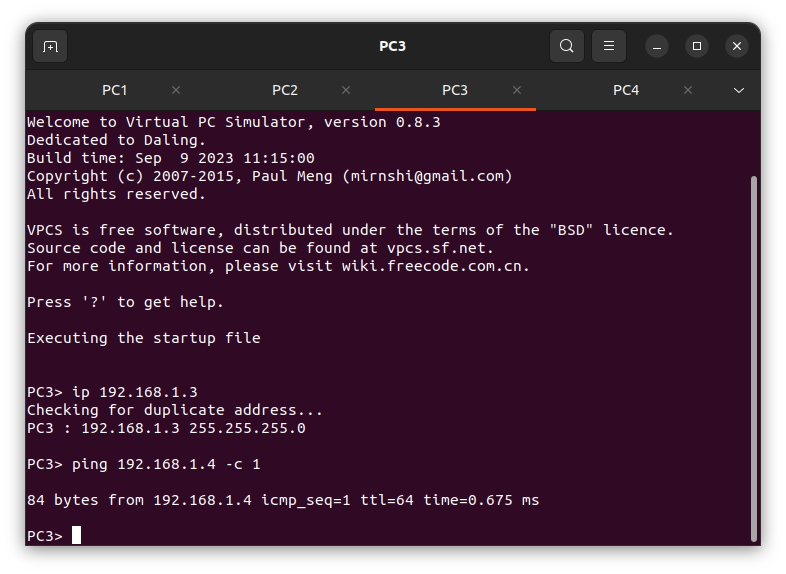 PC3
PC1 PC2 PC3 PC4
Welcome to Virtual PC Simulator, version 0.8.3
Dedicated to Daling.
Build time: Sep  9 2023 11:15:00
Copyright (c) 2007-2015, Paul Meng (mirnshi@gmail.com)
All rights reserved.
VPCS is free software, distributed under the terms of the "BSD" licence.
Source code and license can be found at vpcs.sf.net.
For more information, please visit wiki.freecode.com.cn.
Press '?' to get help.
Executing the startup file
PC3> ip 192.168.1.3
Checking for duplicate address...
PC3 : 192.168.1.3 255.255.255.0
PC3> ping 192.168.1.4 -c 1
84 bytes from 192.168.1.4 icmp_seq=1 ttl=64 time=0.675 ms
PC3>